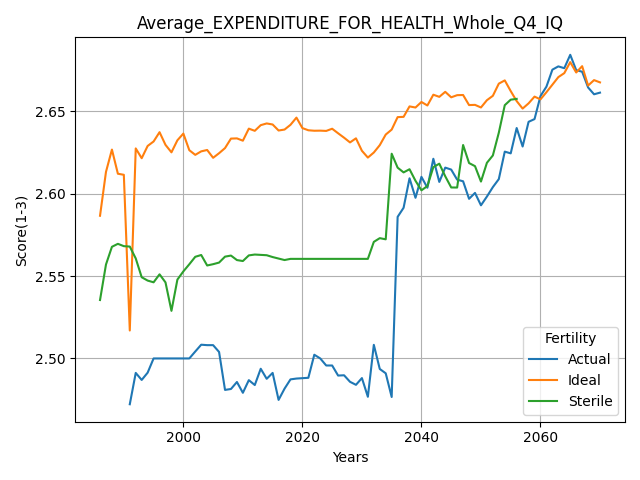 Average_EXPENDITURE_FOR_HEALTH_Whole_Q4_IQ
Score(1-3)
2.65
2.60
2.55
2.50
2000
2020
2040
2060
Years
Fertility
Actual
Ideal
Sterile